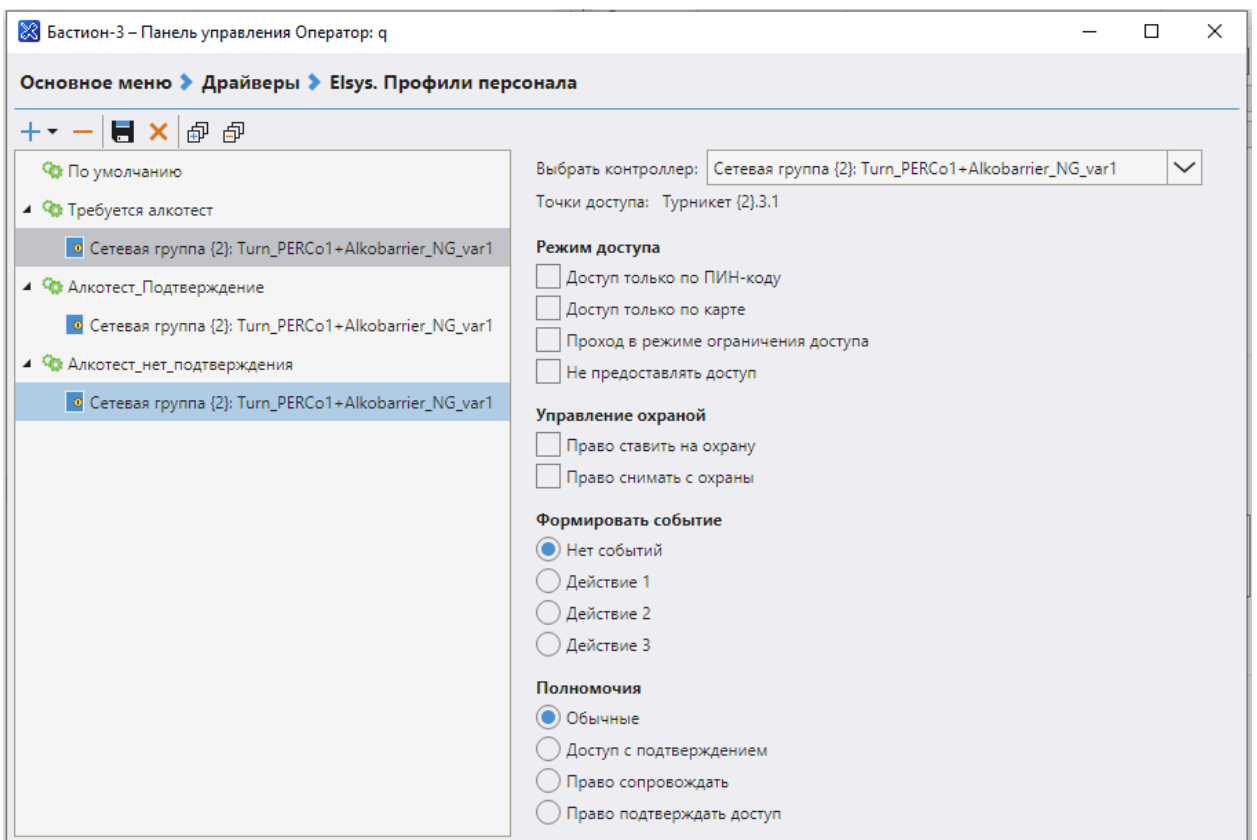 Бастион-3 – Панель управления Оператор: q
Основное меню Драйверы Elsys. Профили персонала
По умолчанию
Требуется алкотест
Сетевая группа {2}: Turn_PERCo1+Alkobarrier_NG_var1
Алкотест_Подтверждение
Сетевая группа {2}: Turn_PERCo1+Alkobarrier_NG_var1
Алкотест_нет_подтверждения
Сетевая группа {2}: Turn_PERCo1+Alkobarrier_NG_var1
Выбрать контроллер: Сетевая группа {2}: Turn_PERCo1+Alkobarrier_NG_var1
Точки доступа: Турникет {2}.3.1
Режим доступа
Доступ только по ПИН-коду
Доступ только по карте
Проход в режиме ограничения доступа
Не предоставлять доступ
Управление охраной
Право ставить на охрану
Право снимать с охраны
Формировать событие
Нет событий
Действие 1
Действие 2
Действие 3
Полномочия
Обычные
Доступ с подтверждением
Право сопровождать
Право подтверждать доступ